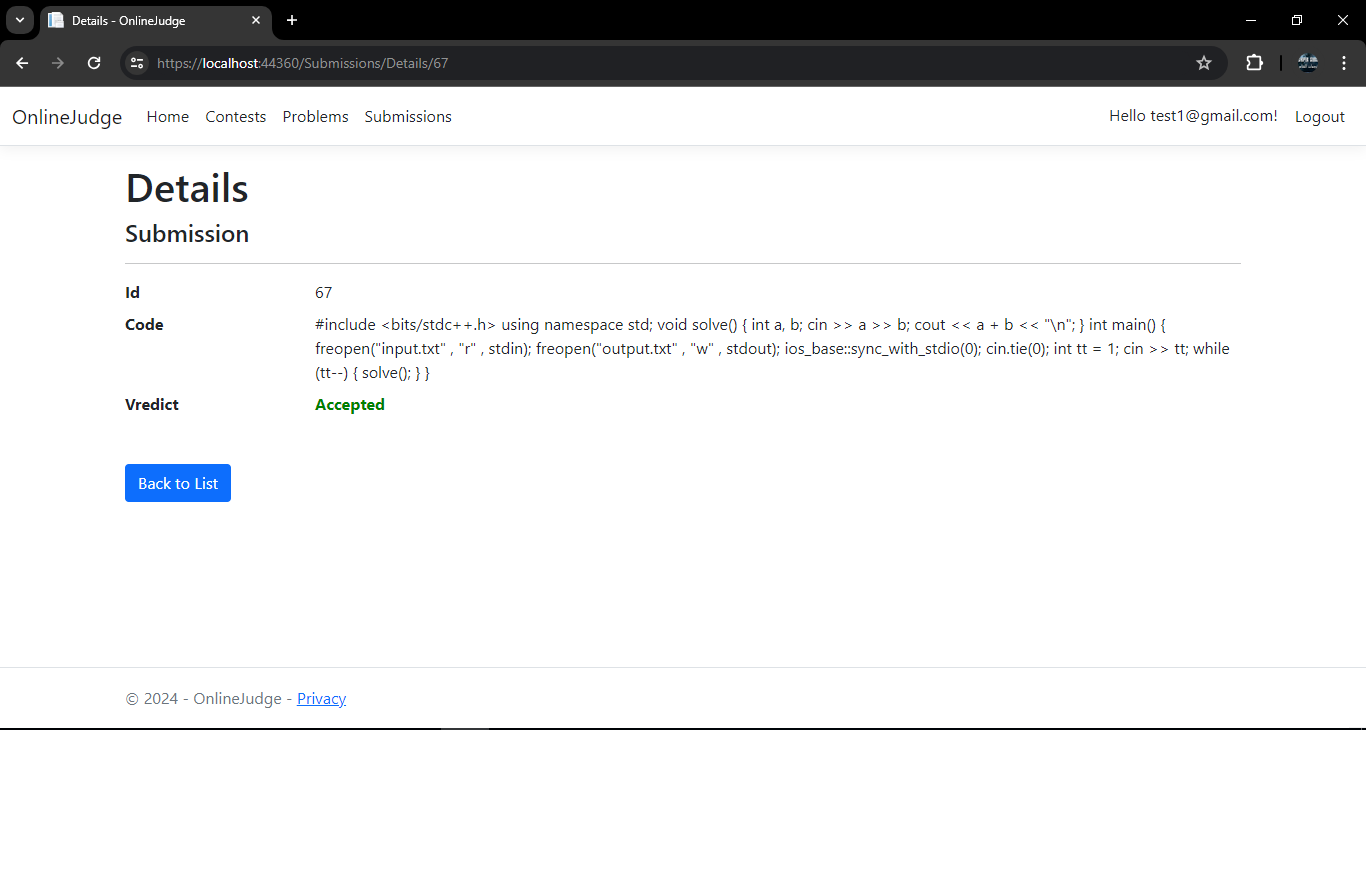 Details - OnlineJudge
https://localhost:44360/Submissions/Details/67
OnlineJudge Home Contests Problems Submissions Hello test1@gmail.com! Logout
Details
Submission
Id 67
Code #include <bits/stdc++.h> using namespace std; void solve() { int a, b; cin >> a >> b; cout << a + b << "\n"; } int main() {
freopen("input.txt" , "r" , stdin); freopen("output.txt" , "w" , stdout); ios_base::sync_with_stdio(0); cin.tie(0); int tt = 1; cin >> tt; while
(tt--) { solve(); } }
Vredict Accepted
Back to List
© 2024 - OnlineJudge - Privacy